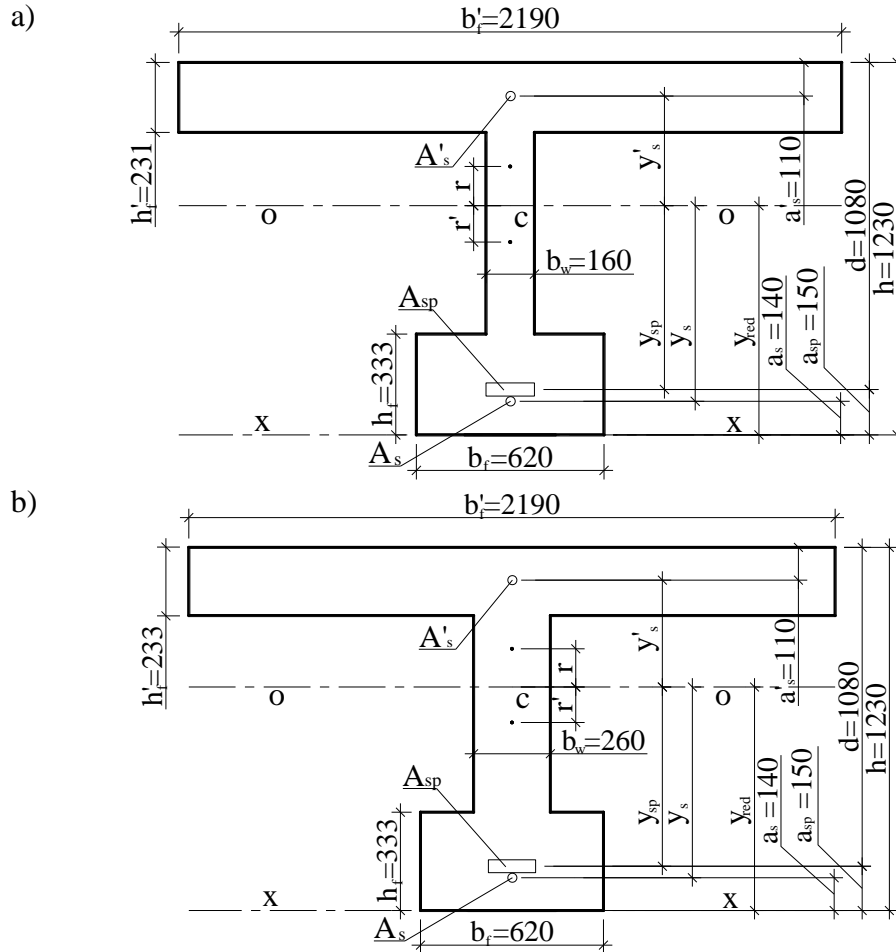 a)
b'f=2190
A's
h'f=231
y's
a's=110
r
r'
o
c
o
bw=160
d=1080
h=1230
Asp
ysp
ys
yred
as=140
asp=150
hf=333
x
x
As
bf=620
b)
b'f=2190
A's
h'f=233
y's
a's=110
r
r'
o
c
o
bw=260
d=1080
h=1230
Asp
ysp
ys
yred
as=140
asp=150
hf=333
x
x
As
bf=620